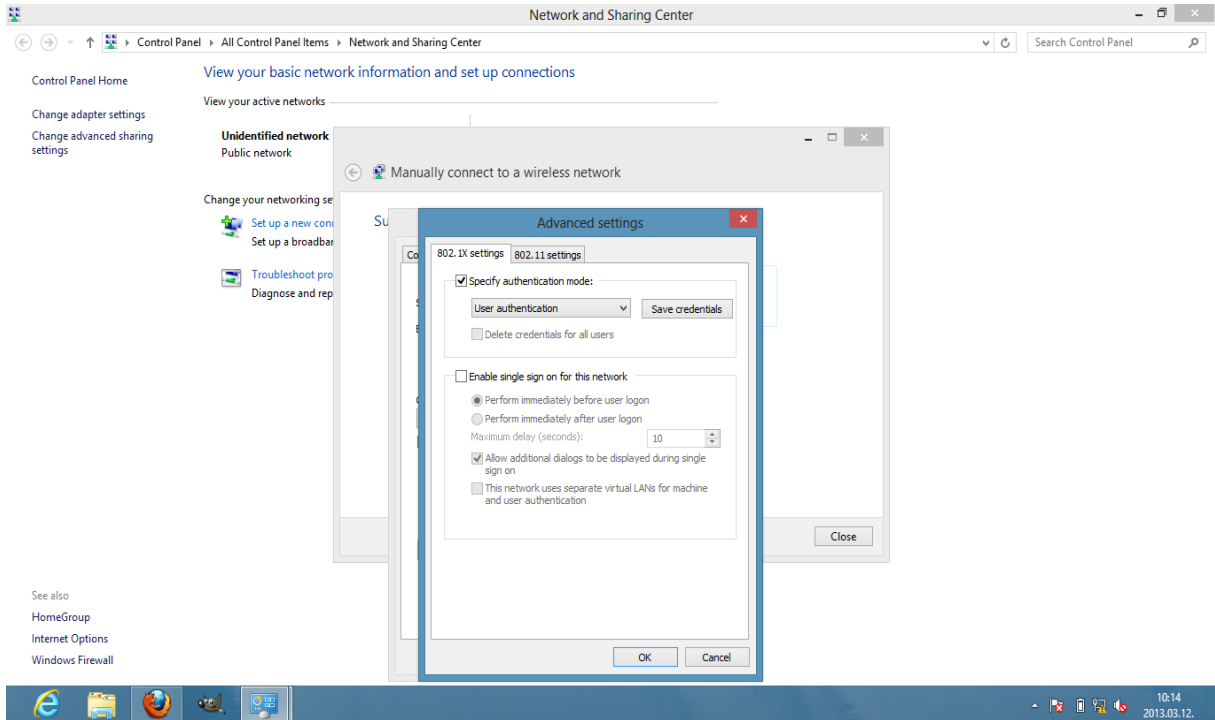 Network and Sharing Center
Control Panel All Control Panel Items Network and Sharing Center
Search Control Panel
Control Panel Home
Change adapter settings
Change advanced sharing
settings
See also
HomeGroup
Internet Options
Windows Firewall
View your basic network information and set up connections
View your active networks
Unidentified network
Public network
Change your networking se
Set up a new con
Set up a broadba
Troubleshoot pro
Diagnose and rep
Manually connect to a wireless network
Su
Co
Advanced settings
802.1X settings 802.11 settings
Specify authentication mode:
User authentication Save credentials
Delete credentials for all users
Enable single sign on for this network
Perform immediately before user logon
Perform immediately after user logon
Maximum delay (seconds): 10
Allow additional dialogs to be displayed during single
sign on
This network uses separate virtual LANs for machine
and user authentication
OK Cancel
Close
10:14
2013.03.12.